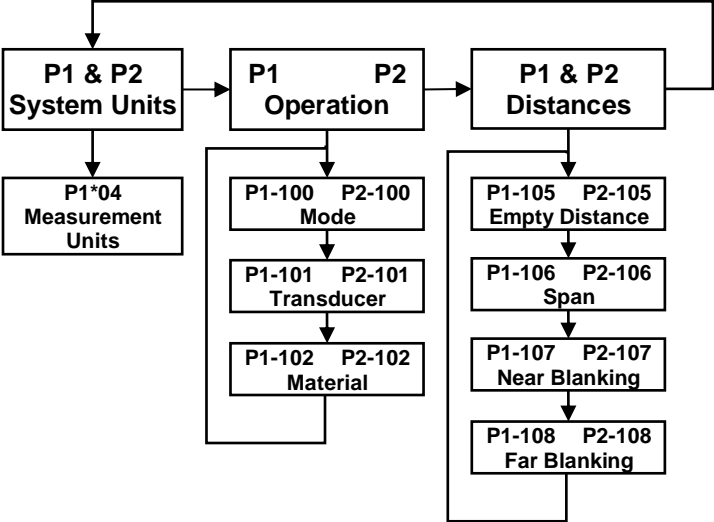 P1 & P2
System Units
P1 P2
Operation
P1 & P2
Distances
P1*04
Measurement
Units
P1-100 P2-100
Mode
P1-101 P2-101
Transducer
P1-102 P2-102
Material
P1-105 P2-105
Empty Distance
P1-106 P2-106
Span
P1-107 P2-107
Near Blanking
P1-108 P2-108
Far Blanking